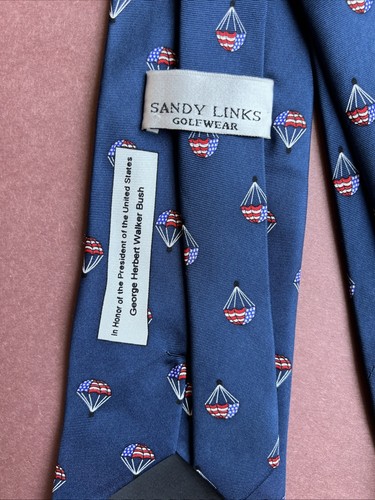 SANDY LINKS
GOLFWEAR
In Honor of the President of the United States
George Herbert Walker Bush